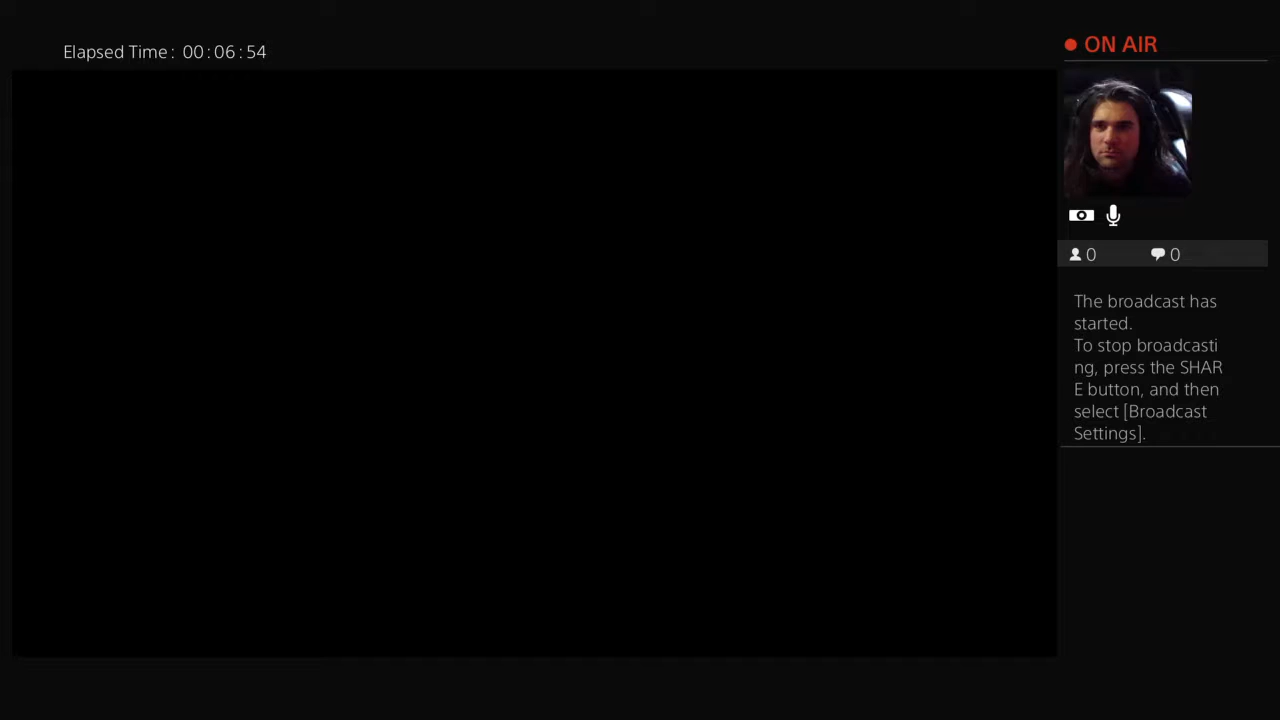 Elapsed Time: 00:06:54
ON AIR
0 0
The broadcast has
started.
To stop broadcasti
ng, press the SHAR
E button, and then
select [Broadcast
Settings].